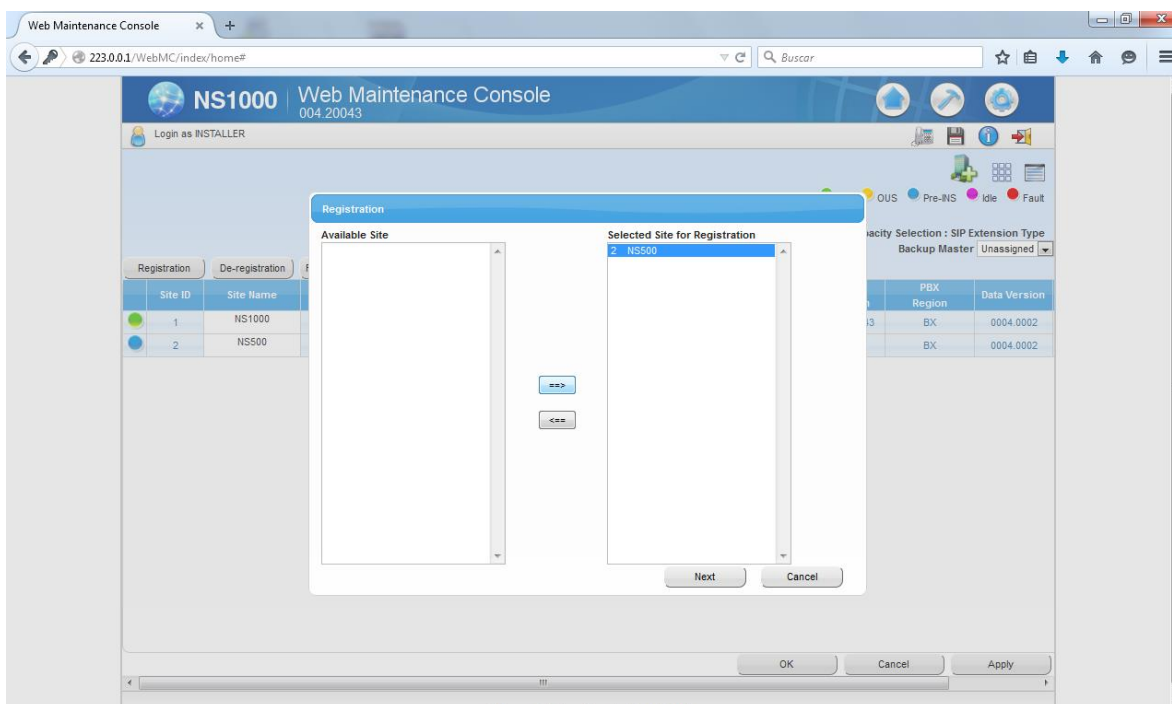 Web Maintenance Console
223.0.0.1/WebMC/index/home#
Buscar
NS1000 Web Maintenance Console
004.20043
Login as INSTALLER
OUS Pre-INS Idle Fault
Registration
Available Site Selected Site for Registration
2 NS500
Selection : SIP Extension Type
Backup Master Unassigned
Registration De-registration
Site ID Site Name PBX Region Data Version
1 NS1000 BX 0004.0002
2 NS500 BX 0004.0002
==>
<==
Next Cancel
OK Cancel Apply